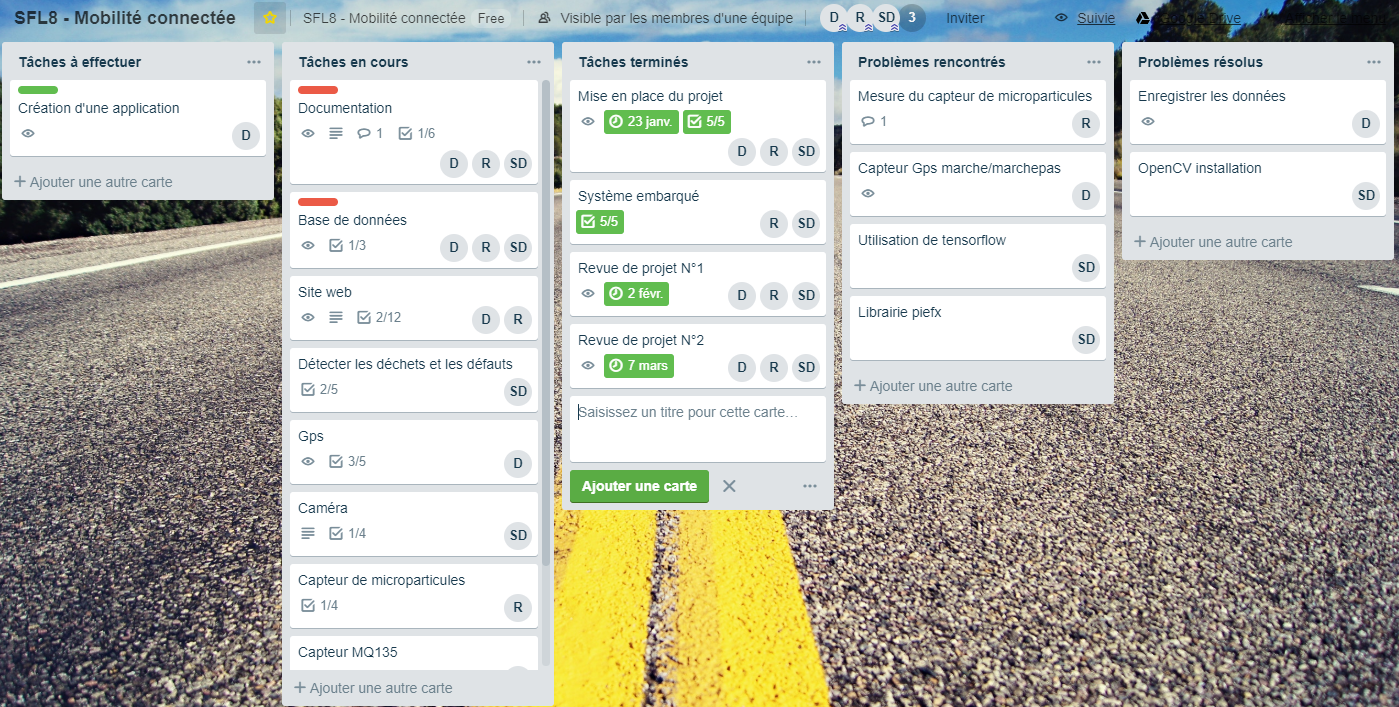 SFL8 - Mobilité connectée
SFL8 - Mobilité connectée Free
Visible par les membres d'une équipe
D R SD 3
Inviter
Suivie
Tâches à effectuer
Création d'une application
D
Ajouter une autre carte
Tâches en cours
Documentation
1 1/6
D R SD
Base de données
1/3 D R SD
Site web
2/12 D R
Détecter les déchets et les défauts
2/5 SD
Gps
3/5 D
Caméra
1/4 SD
Capteur de microparticules
1/4 R
Capteur MQ135
Ajouter une autre carte
Tâches terminés
Mise en place du projet
23 janv. 5/5
D R SD
Système embarqué
5/5 R SD
Revue de projet N°1
2 févr. D R SD
Revue de projet N°2
7 mars D R SD
Saisissez un titre pour cette carte…
Ajouter une carte
Problèmes rencontrés
Mesure du capteur de microparticules
1 R
Capteur Gps marche/marchepas
D
Utilisation de tensorflow
SD
Librairie piefx
SD
Ajouter une autre carte
Problèmes résolus
Enregistrer les données
D
OpenCV installation
SD
Ajouter une autre carte